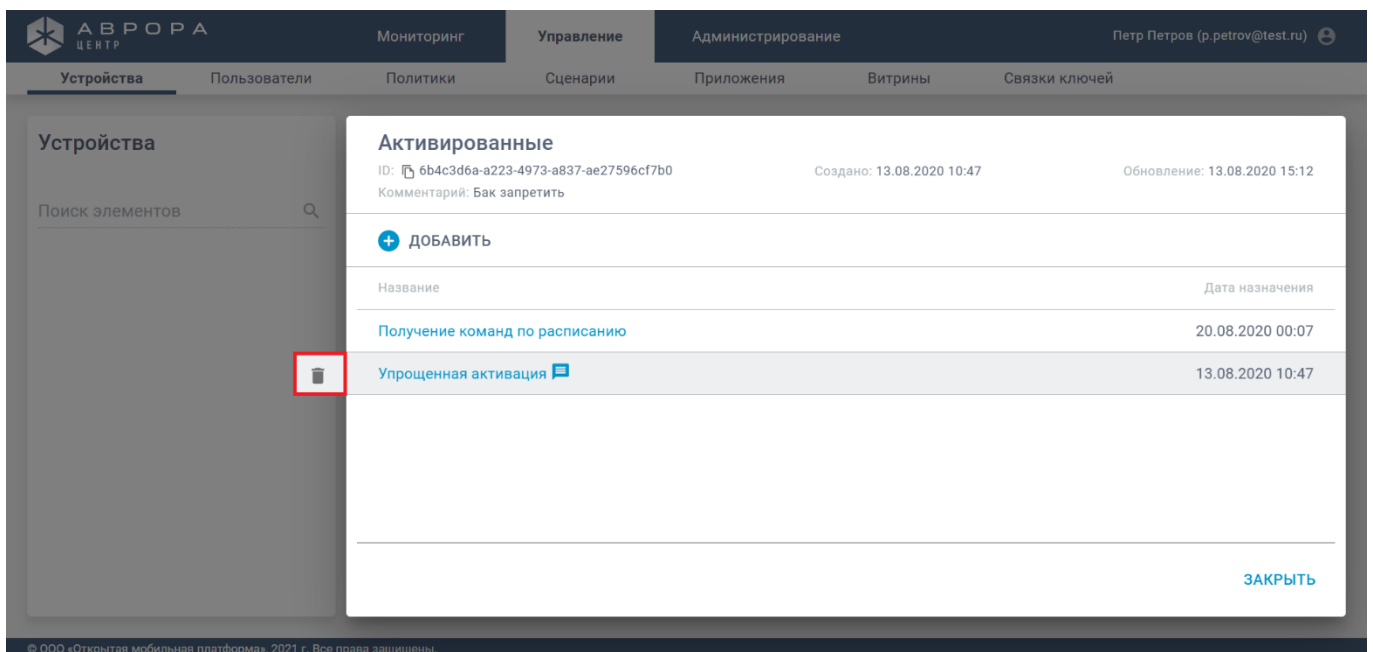 АВРОРА
ЦЕНТР
Мониторинг Управление Администрирование Петр Петров (p.petrov@test.ru)
Устройства Пользователи Политики Сценарии Приложения Витрины Связки ключей
Устройства
Поиск элементов
Активированные
ID: 6b4c3d6a-a223-4973-a837-ae27596cf7b0 Создано: 13.08.2020 10:47 Обновление: 13.08.2020 15:12
Комментарий: Бак запретить
ДОБАВИТЬ
Название Дата назначения
Получение команд по расписанию 20.08.2020 00:07
Упрощенная активация 13.08.2020 10:47
ЗАКРЫТЬ
© ООО «Открытая мобильная платформа», 2021 г. Все права защищены.